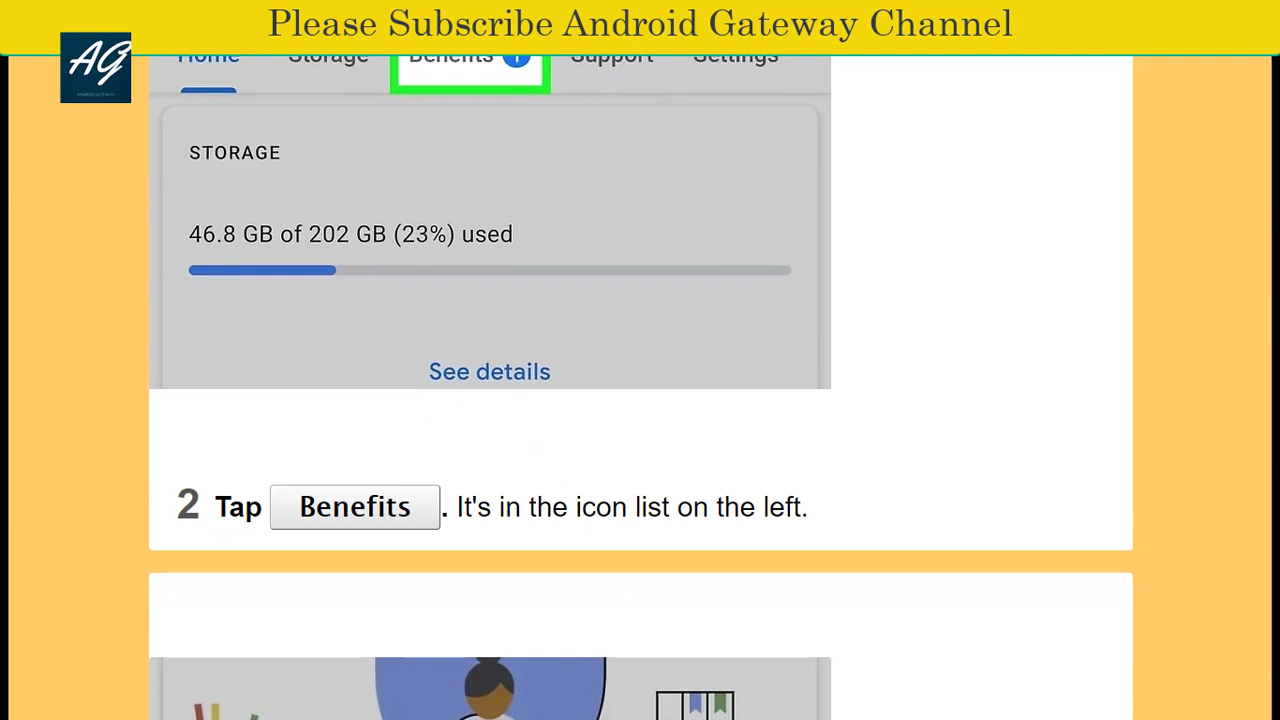 Please Subscribe Android Gateway Channel
AG
Home Storage Benefits 1 Support Settings
STORAGE
46.8 GB of 202 GB (23%) used
See details
2 Tap Benefits . It's in the icon list on the left.